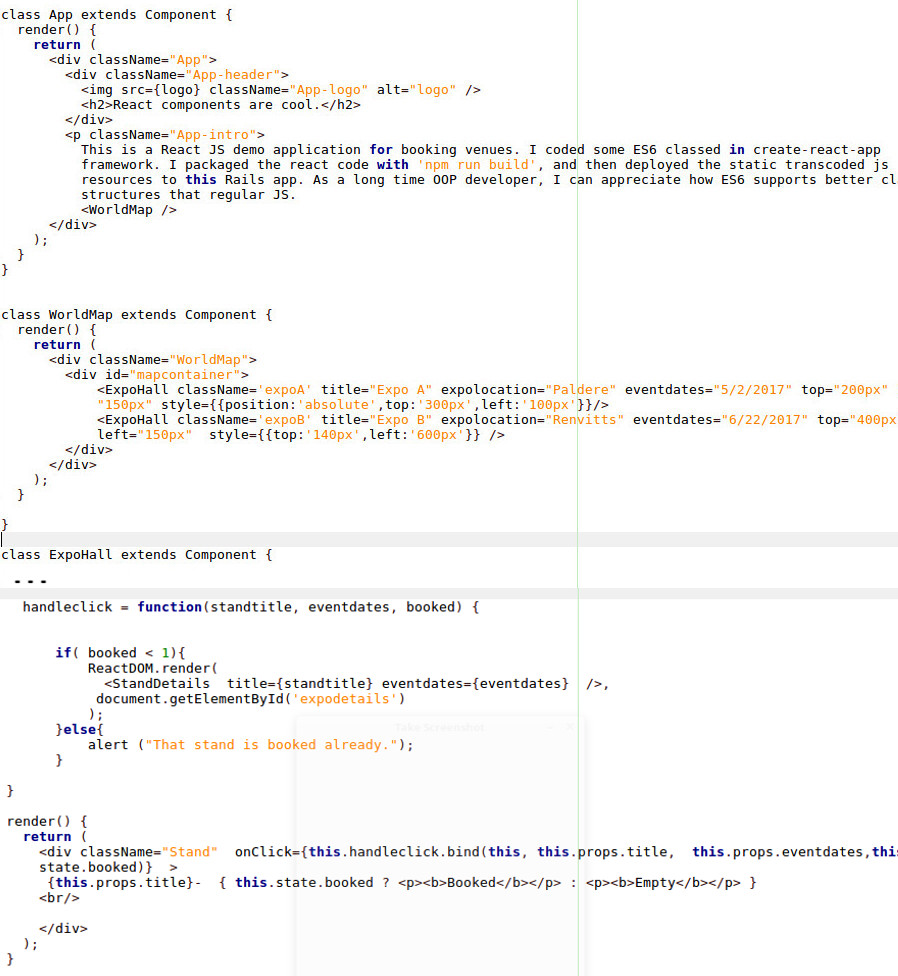 class App extends Component {
  render() {
    return (
      <div className="App">
        <div className="App-header">
          <img src={logo} className="App-logo" alt="logo" />
          <h2>React components are cool.</h2>
        </div>
        <p className="App-intro">
          This is a React JS demo application for booking venues. I coded some ES6 classed in create-react-app
          framework. I packaged the react code with 'npm run build', and then deployed the static transcoded js
          resources to this Rails app. As a long time OOP developer, I can appreciate how ES6 supports better cl
          structures that regular JS.
          <WorldMap />
      </div>
    );
  }
}
class WorldMap extends Component {
  render() {
    return (
      <div className="WorldMap">
        <div id="mapcontainer">
            <ExpoHall className='expoA' title="Expo A" expolocation="Paldere" eventdates="5/2/2017" top="200px"
            "150px" style={{position:'absolute',top:'300px',left:'100px'}}/>
            <ExpoHall className='expoB' title="Expo B" expolocation="Renvitts" eventdates="6/22/2017" top="400px
            left="150px"  style={{top:'140px',left:'600px'}} />
        </div>
      </div>
    );
  }
}
class ExpoHall extends Component {
 - - -
  handleclick = function(standtitle, eventdates, booked) {
      if( booked < 1){
          ReactDOM.render(
            <StandDetails  title={standtitle} eventdates={eventdates}  />,
           document.getElementById('expodetails')
          );
      }else{
          alert ("That stand is booked already.");
      }
}
render() {
  return (
    <div className="Stand"  onClick={this.handleclick.bind(this, this.props.title,  this.props.eventdates,this
    state.booked)}  >
     {this.props.title}-  { this.state.booked ? <p><b>Booked</b></p> : <p><b>Empty</b></p> }
    <br/>
    </div>
  );
}